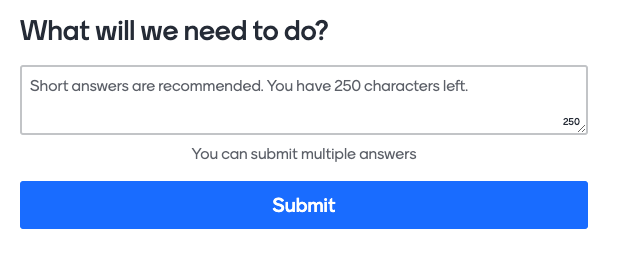 What will we need to do?
Short answers are recommended. You have 250 characters left.
250
You can submit multiple answers
Submit